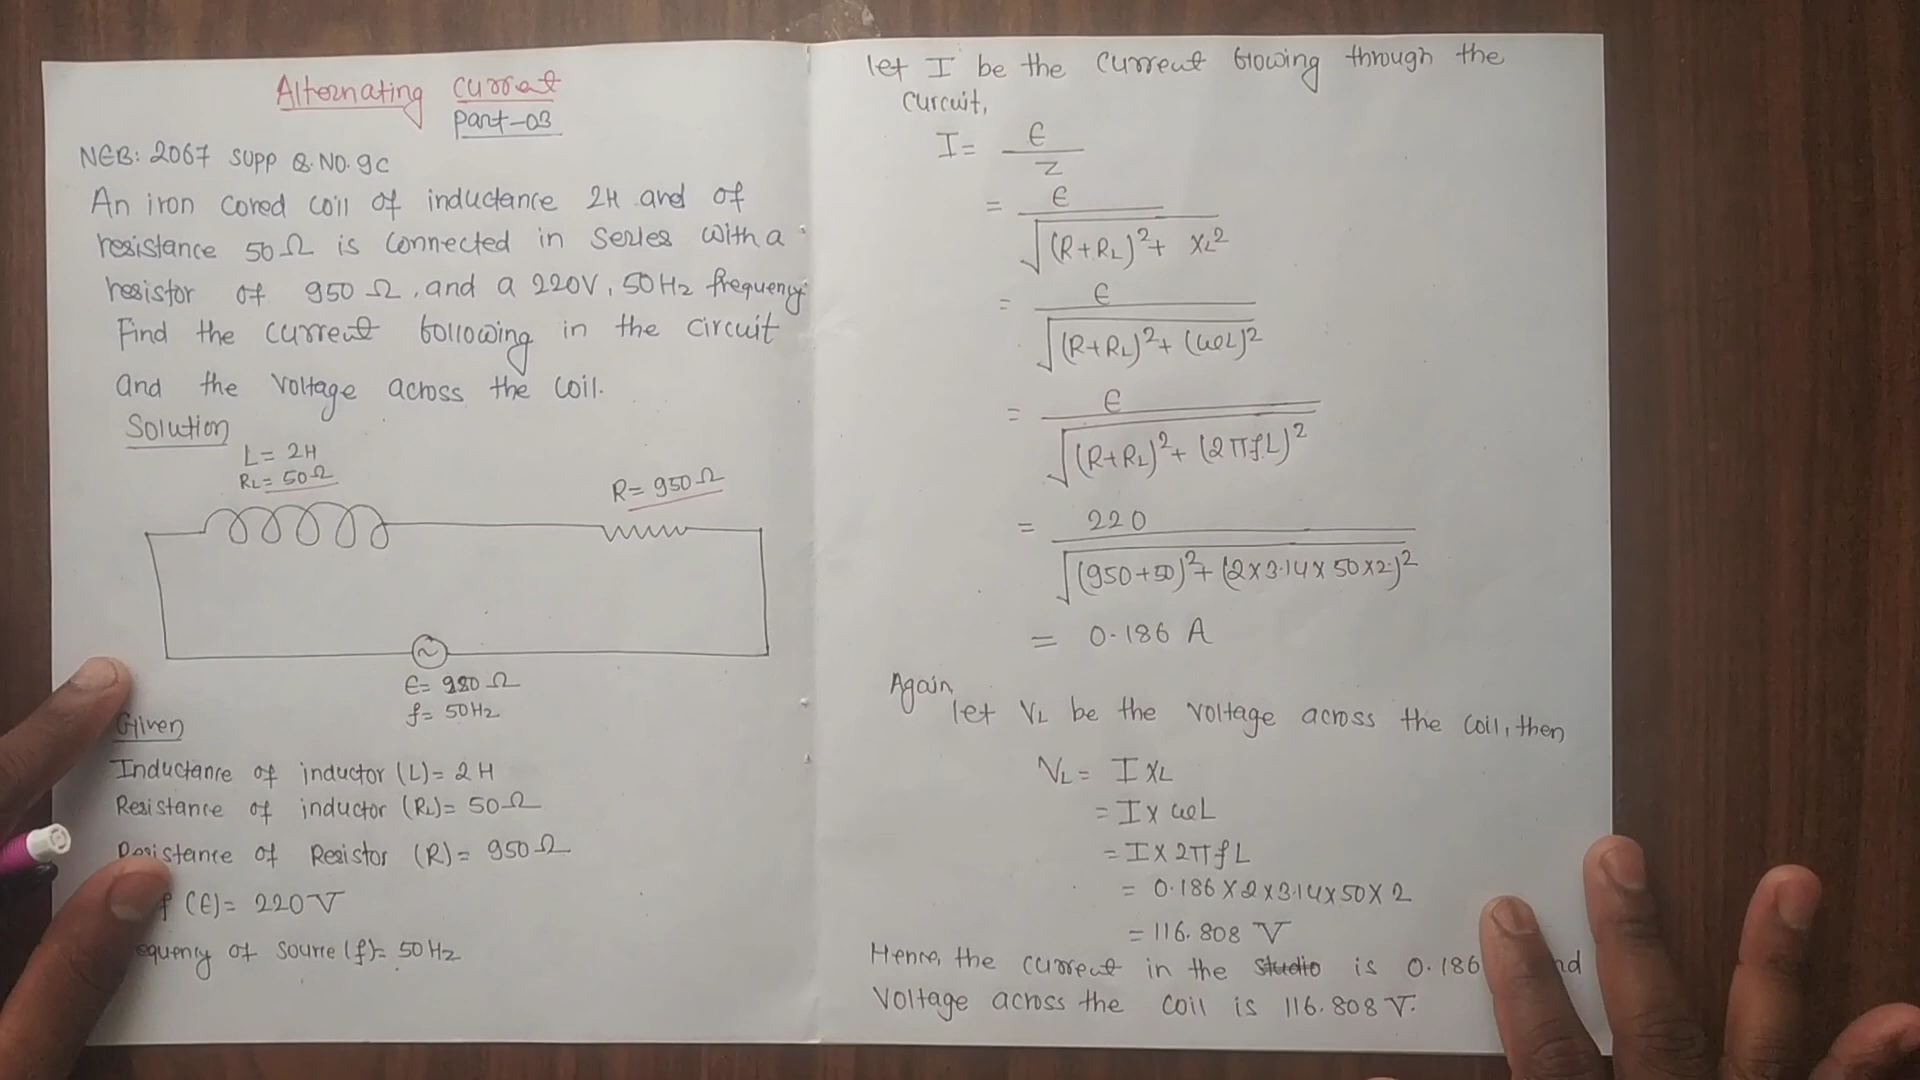 Alternating current
Part-03
NEB: 2067 SUPP Q.NO.9C
An iron cored coil of inductance 2H and of
resistance 50Ω is connected in series with a
resistor of 950Ω, and a 220V, 50Hz frequency
Find the current following in the circuit
and the voltage across the coil.
Solution
L= 2H
RL= 50Ω
R= 950Ω
~
f= 50Hz
Given
Inductance of inductor (L)= 2H
Resistance of inductor (RL)= 50Ω
Resistance of Resistor (R)= 950Ω
f (E)= 220V
equency of source (f)= 50Hz
let I be the current flowing through the
curcuit,
I= E
Z
= E
√(R+RL)²+ XL²
= E
√(R+RL)²+ (ωL)²
= E
√(R+RL)²+ (2πfL)²
= 220
√(950+50)²+ (2×3.14×50×2)²
= 0.186 A
Again,
let VL be the voltage across the coil, then
VL= IXL
= I×ωL
= I×2πfL
= 0.186×2×3.14×50×2
= 116.808 V
Hence, the current in the studio is 0.186 nd
Voltage across the coil is 116.808V.